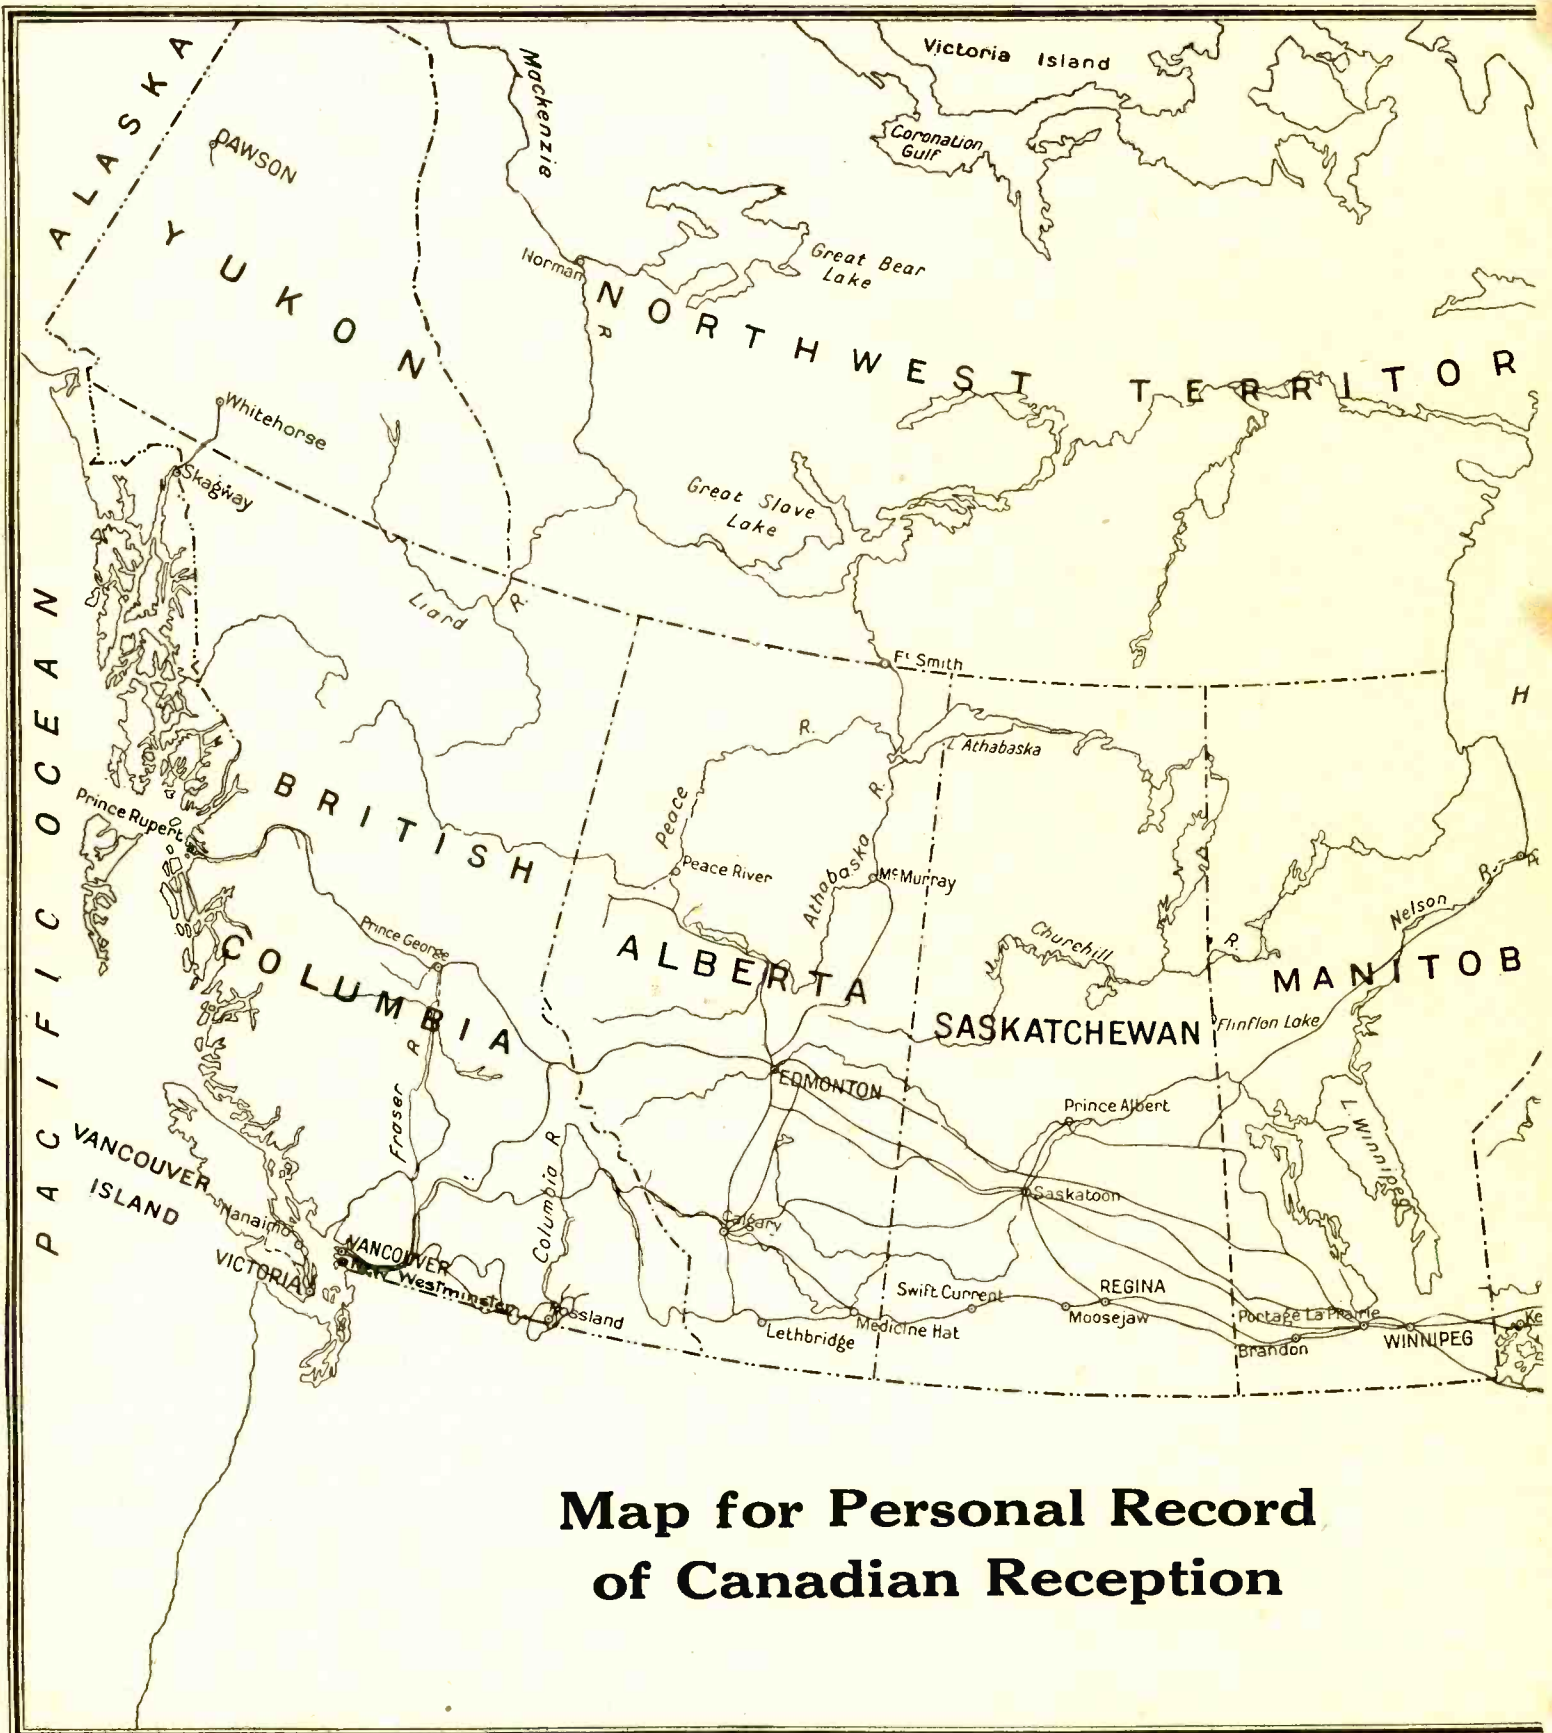 Victoria Island
Mackenzie
ALASKA
Coronation
Gulf
DAWSON
YUKON
Norman
Great Bear
Lake
R
NORTHWEST TERRITOR
Whitehorse
Skagway
Great Slave
Lake
Liard R.
Ft Smith
H
PACIFIC OCEAN
R.
L Athabaska
BRITISH
Prince Rupert
Peace
R.
Peace River
Athabaska
McMurray
Nelson R.
Prince George
COLUMBIA
ALBERTA
Churchill
R.
MANITOB
SASKATCHEWAN
Flinflon Lake
R
Fraser
EDMONTON
Prince Albert
L. Winnipeg
VANCOUVER
ISLAND
Columbia R
Nanaimo
Saskatoon
Calgary
VICTORIA
VANCOUVER
New Westminster
Rossland
Swift Current
REGINA
Lethbridge
Medicine Hat
Moosejaw
Portage La Prairie
Brandon
WINNIPEG
Ke
Map for Personal Record
of Canadian Reception